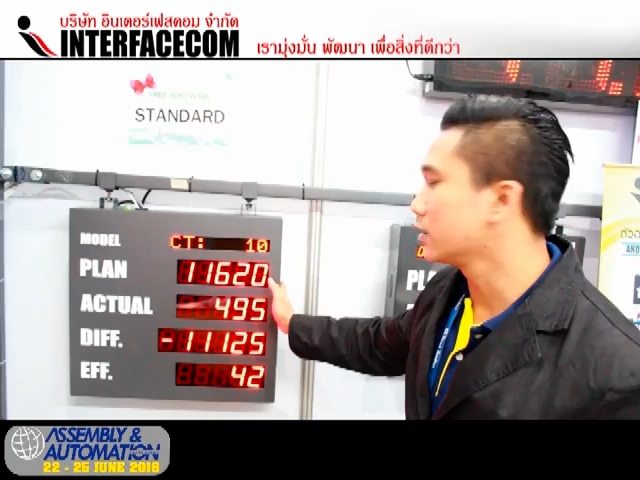 บริษัท อินเตอร์เฟสคอม จำกัด
INTERFACECOM
เรามุ่งมั่น พัฒนา เพื่อสิ่งที่ดีกว่า
STANDARD
MODEL CT: 10
PLAN 11620
ACTUAL 495
DIFF. -11125
EFF. 42
PL
AC
ASSEMBLY &
AUTOMATION
22 - 25 JUNE 2016